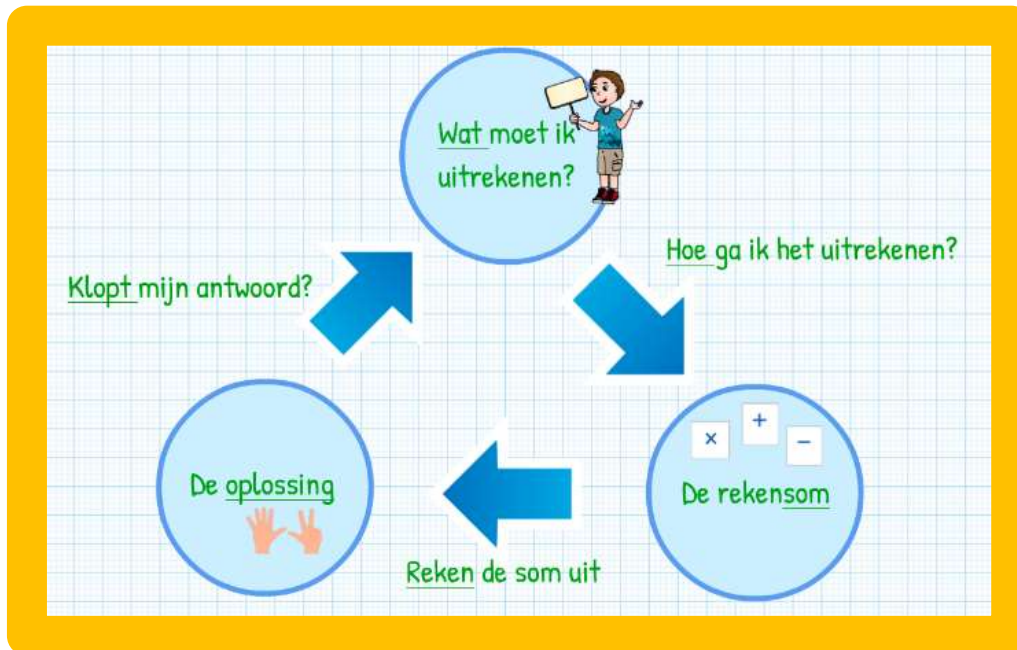 Wat moet ik
uitrekenen?
Hoe ga ik het uitrekenen?
× + −
De rekensom
Reken de som uit
De oplossing
Klopt mijn antwoord?